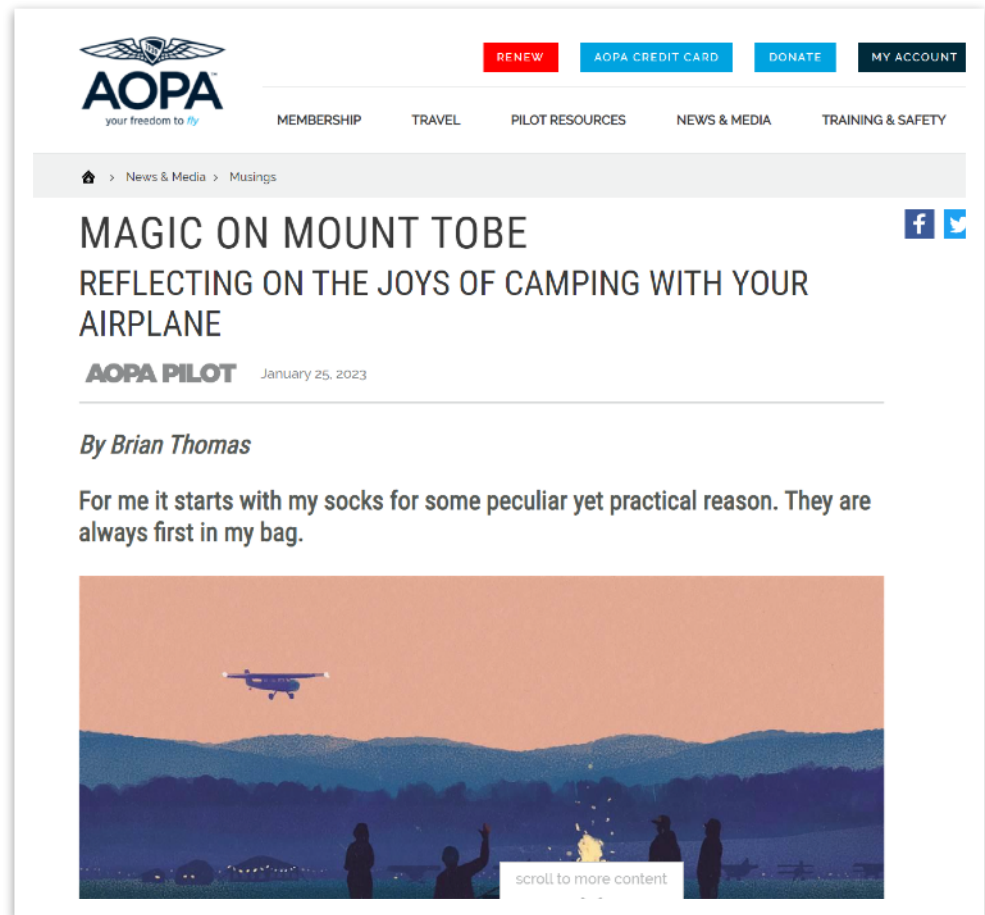 AOPA
your freedom to fly
RENEW
AOPA CREDIT CARD
DONATE
MY ACCOUNT
MEMBERSHIP
TRAVEL
PILOT RESOURCES
NEWS & MEDIA
TRAINING & SAFETY
> News & Media > Musings
MAGIC ON MOUNT TOBE
REFLECTING ON THE JOYS OF CAMPING WITH YOUR
AIRPLANE
AOPA PILOT January 25, 2023
By Brian Thomas
For me it starts with my socks for some peculiar yet practical reason. They are
always first in my bag.
scroll to more content